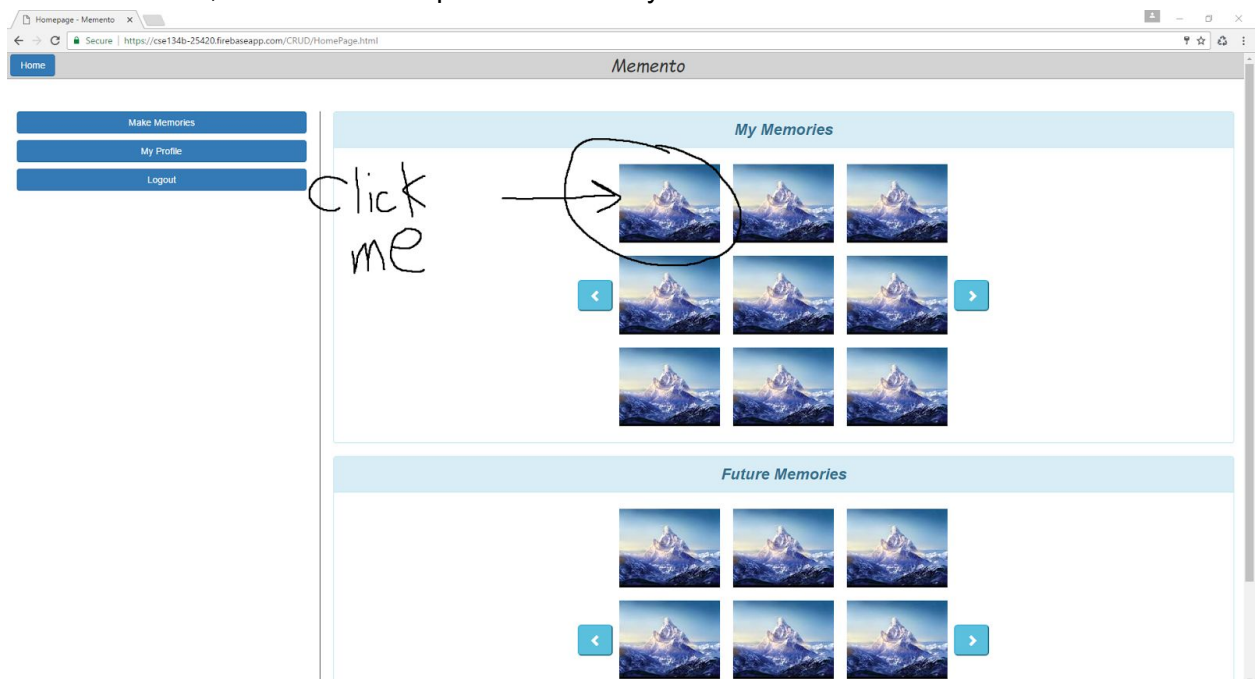 Homepage - Memento
Secure | https://cse134b-25420.firebaseapp.com/CRUD/HomePage.html
Home
Memento
Make Memories
My Profile
Logout
My Memories
click
me
Future Memories